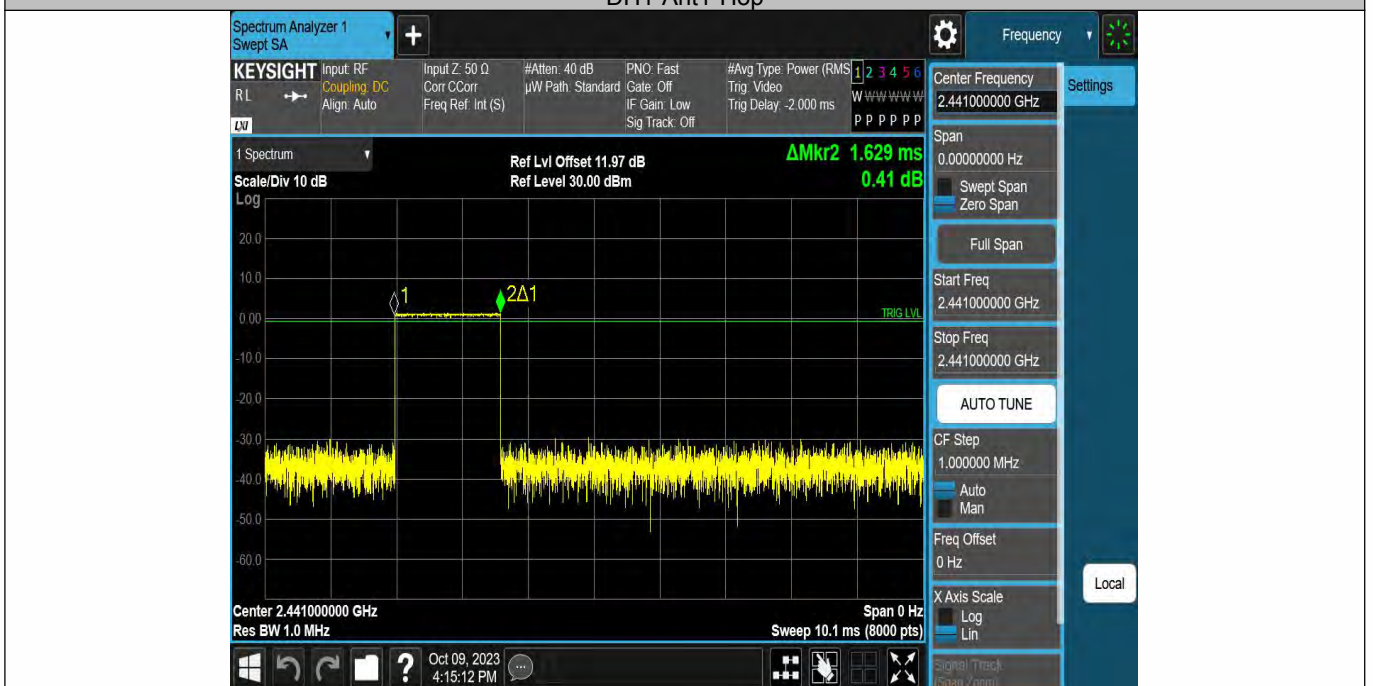 Spectrum Analyzer 1
Swept SA
+
Frequency
KEYSIGHT
RL
LXI
Input: RF
Coupling: DC
Align: Auto
Input Z: 50 Ω
Corr CCorr
Freq Ref: Int (S)
#Atten: 40 dB
µW Path: Standard
PNO: Fast
Gate: Off
IF Gain: Low
Sig Track: Off
#Avg Type: Power (RMS
Trig: Video
Trig Delay: -2.000 ms
1 2 3 4 5 6
W W W W W W
P P P P P P
1 Spectrum
Scale/Div 10 dB
Log
Ref Lvl Offset 11.97 dB
Ref Level 30.00 dBm
ΔMkr2 1.629 ms
0.41 dB
20.0
10.0
0.00
-10.0
-20.0
-30.0
-40.0
-50.0
-60.0
1
2Δ1
TRIG LVL
Center 2.441000000 GHz
Res BW 1.0 MHz
Span 0 Hz
Sweep 10.1 ms (8000 pts)
Center Frequency
2.441000000 GHz
Settings
Span
0.00000000 Hz
Swept Span
Zero Span
Full Span
Start Freq
2.441000000 GHz
Stop Freq
2.441000000 GHz
AUTO TUNE
CF Step
1.000000 MHz
Auto
Man
Freq Offset
0 Hz
X Axis Scale
Log
Lin
Local
Signal Track
(Span Zoom)
?
Oct 09, 2023
4:15:12 PM